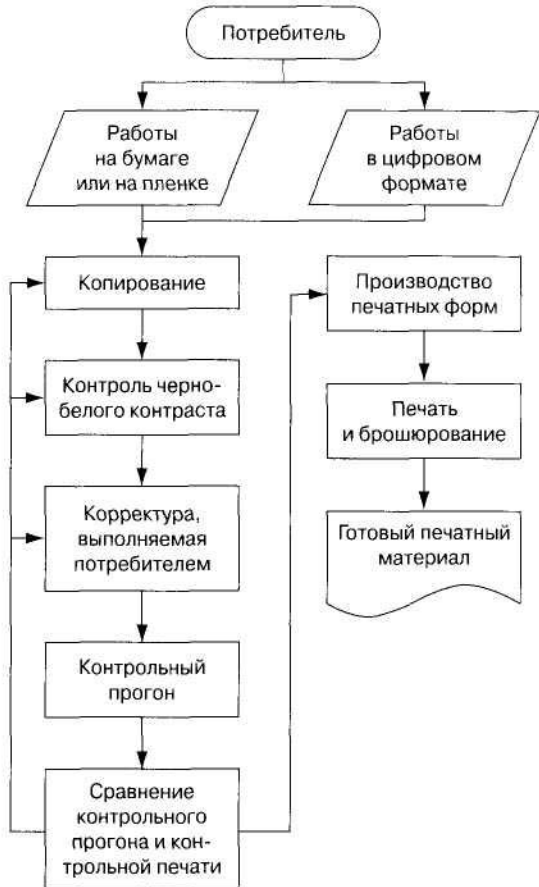 Потребитель
Работы
на бумаге
или на пленке
Работы
в цифровом
формате
Копирование
Контроль черно-
белого контраста
Корректура,
выполняемая
потребителем
Контрольный
прогон
Сравнение
контрольного
прогона и кон-
трольной печати
Производство
печатных форм
Печать
и брошюрование
Готовый печатный
материал